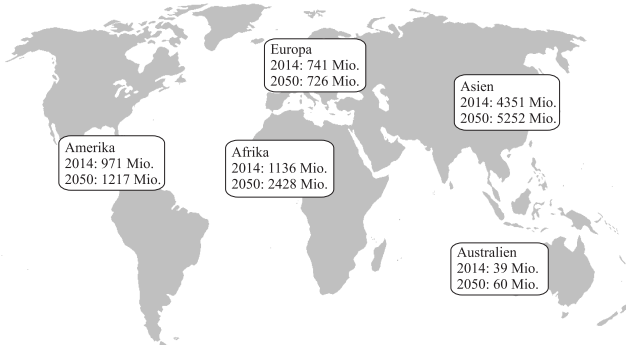 Europa
2014: 741 Mio.
2050: 726 Mio.
Asien
2014: 4351 Mio.
2050: 5252 Mio.
Amerika
2014: 971 Mio.
2050: 1217 Mio.
Afrika
2014: 1136 Mio.
2050: 2428 Mio.
Australien
2014: 39 Mio.
2050: 60 Mio.